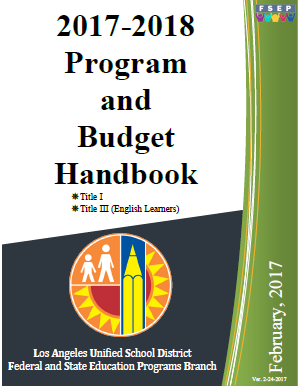 FSEP
2017-2018
Program
and
Budget
Handbook
✷Title I
✷Title III (English Learners)
Los Angeles Unified School District
Federal and State Education Programs Branch
February, 2017
Ver. 2-24-2017